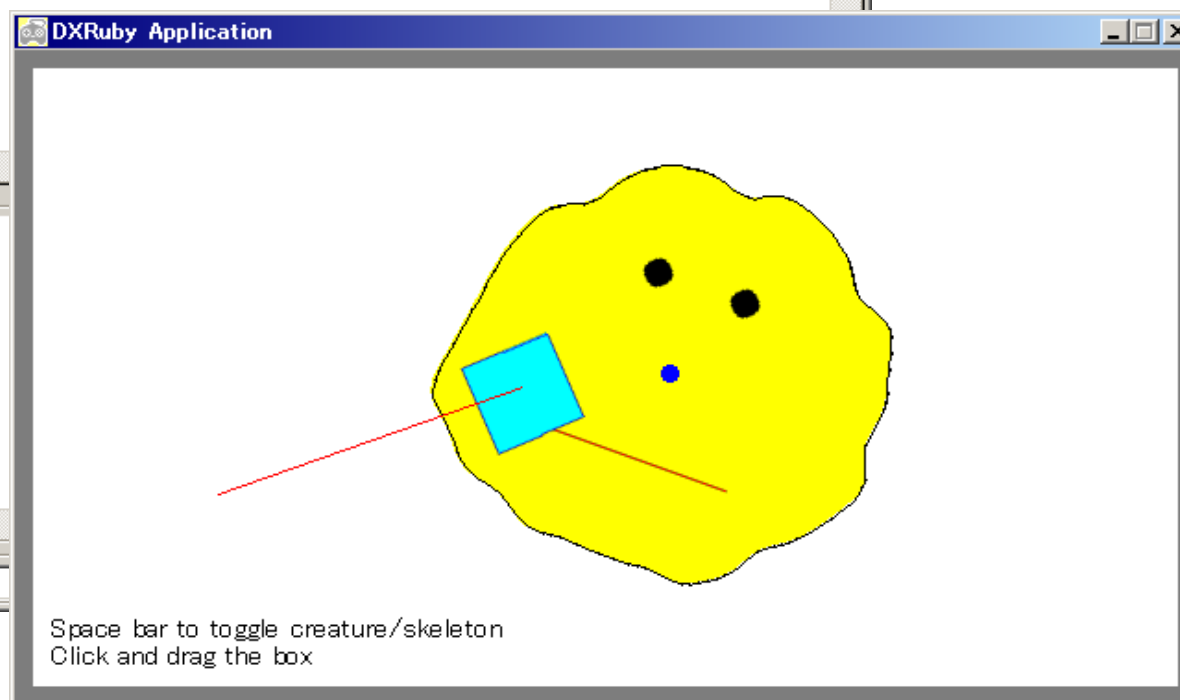 DXRuby Application
Space bar to toggle creature/skeleton
Click and drag the box